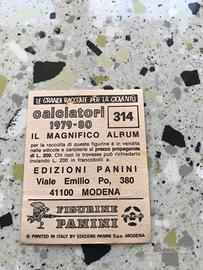 LE GRANDI RACCOLTE PER LA GIOVENTÙ
calciatori
1979-80
314
IL MAGNIFICO ALBUM
per la raccolta di queste figurine è in vendita
nelle edicole e cartolerie al prezzo propaganda
di L. 200. Chi non lo trovasse può richiederlo
inviando L. 200 in francobolli a:
EDIZIONI PANINI
Viale Emilio Po, 380
41100 MODENA
FIGURINE
PANINI
© PRINTED IN ITALY BY EDIZIONI PANINI S.p.a. - MODENA